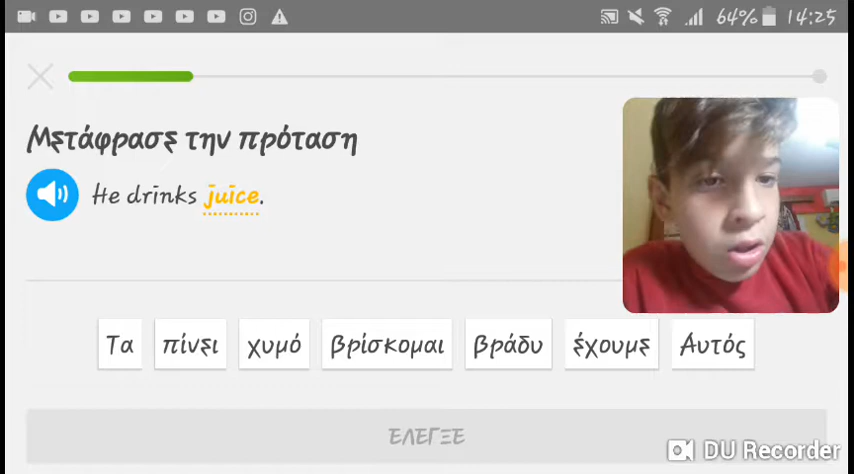 64% 14:25
Μετάφρασε την πρόταση
He drinks juice.
Τα πίνει χυμό βρίσκομαι βράδυ έχουμε Αυτός
ΕΛΕΓΞΕ
DU Recorder